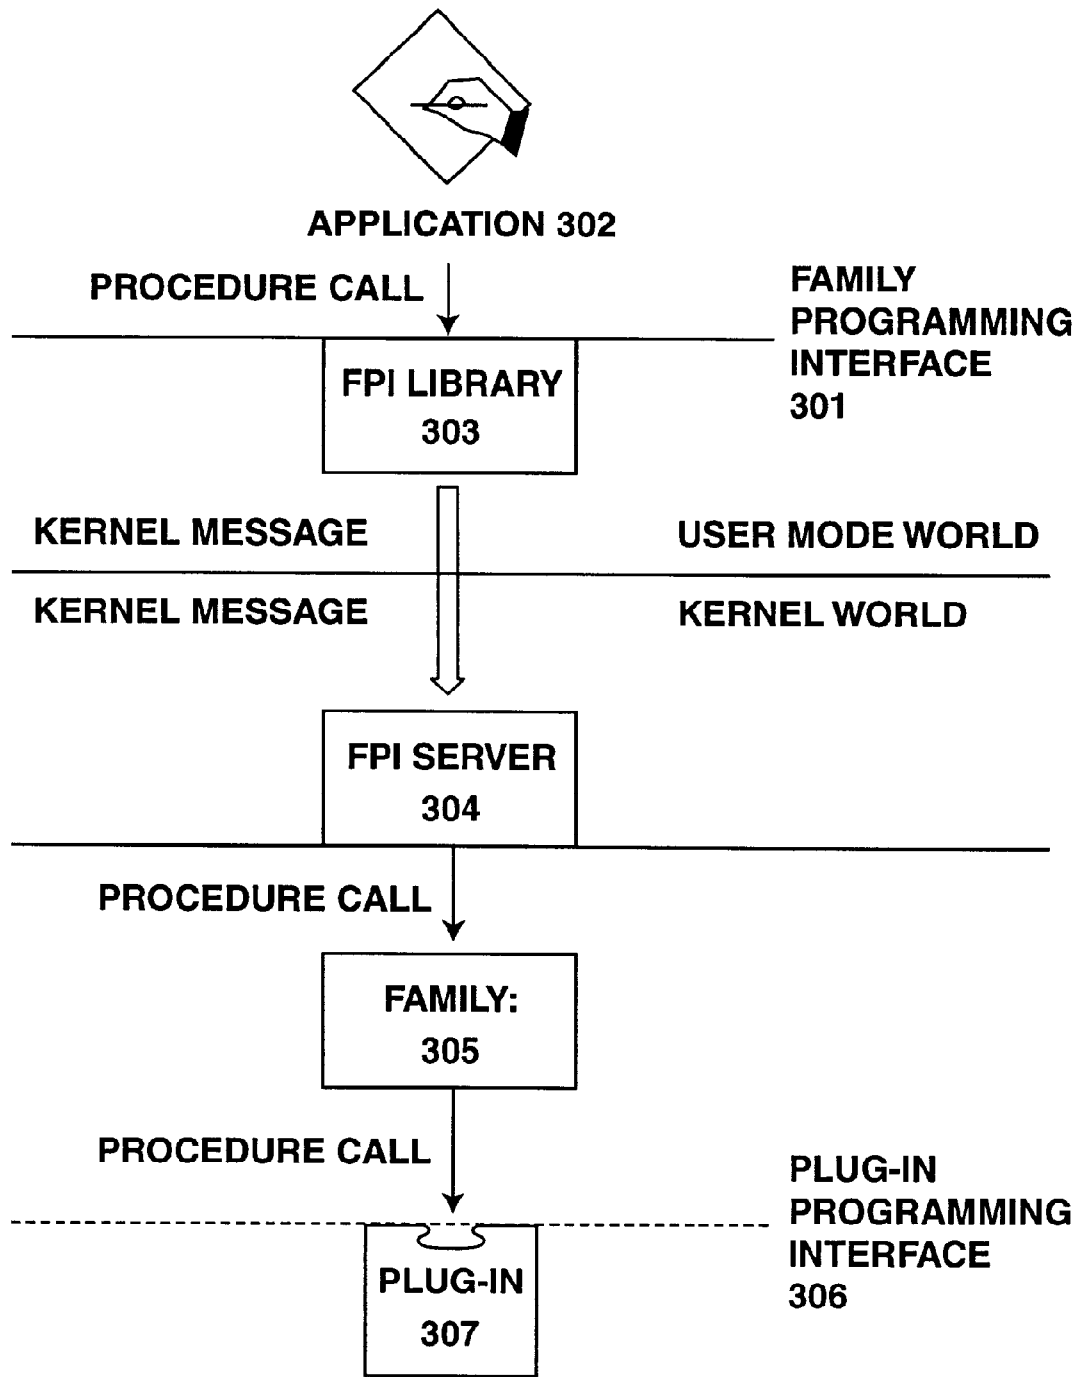 APPLICATION 302
PROCEDURE CALL
FAMILY
PROGRAMMING
INTERFACE
301
FPI LIBRARY
303
KERNEL MESSAGE
USER MODE WORLD
KERNEL MESSAGE
KERNEL WORLD
FPI SERVER
304
PROCEDURE CALL
FAMILY:
305
PROCEDURE CALL
PLUG-IN
PROGRAMMING
INTERFACE
306
PLUG-IN
307